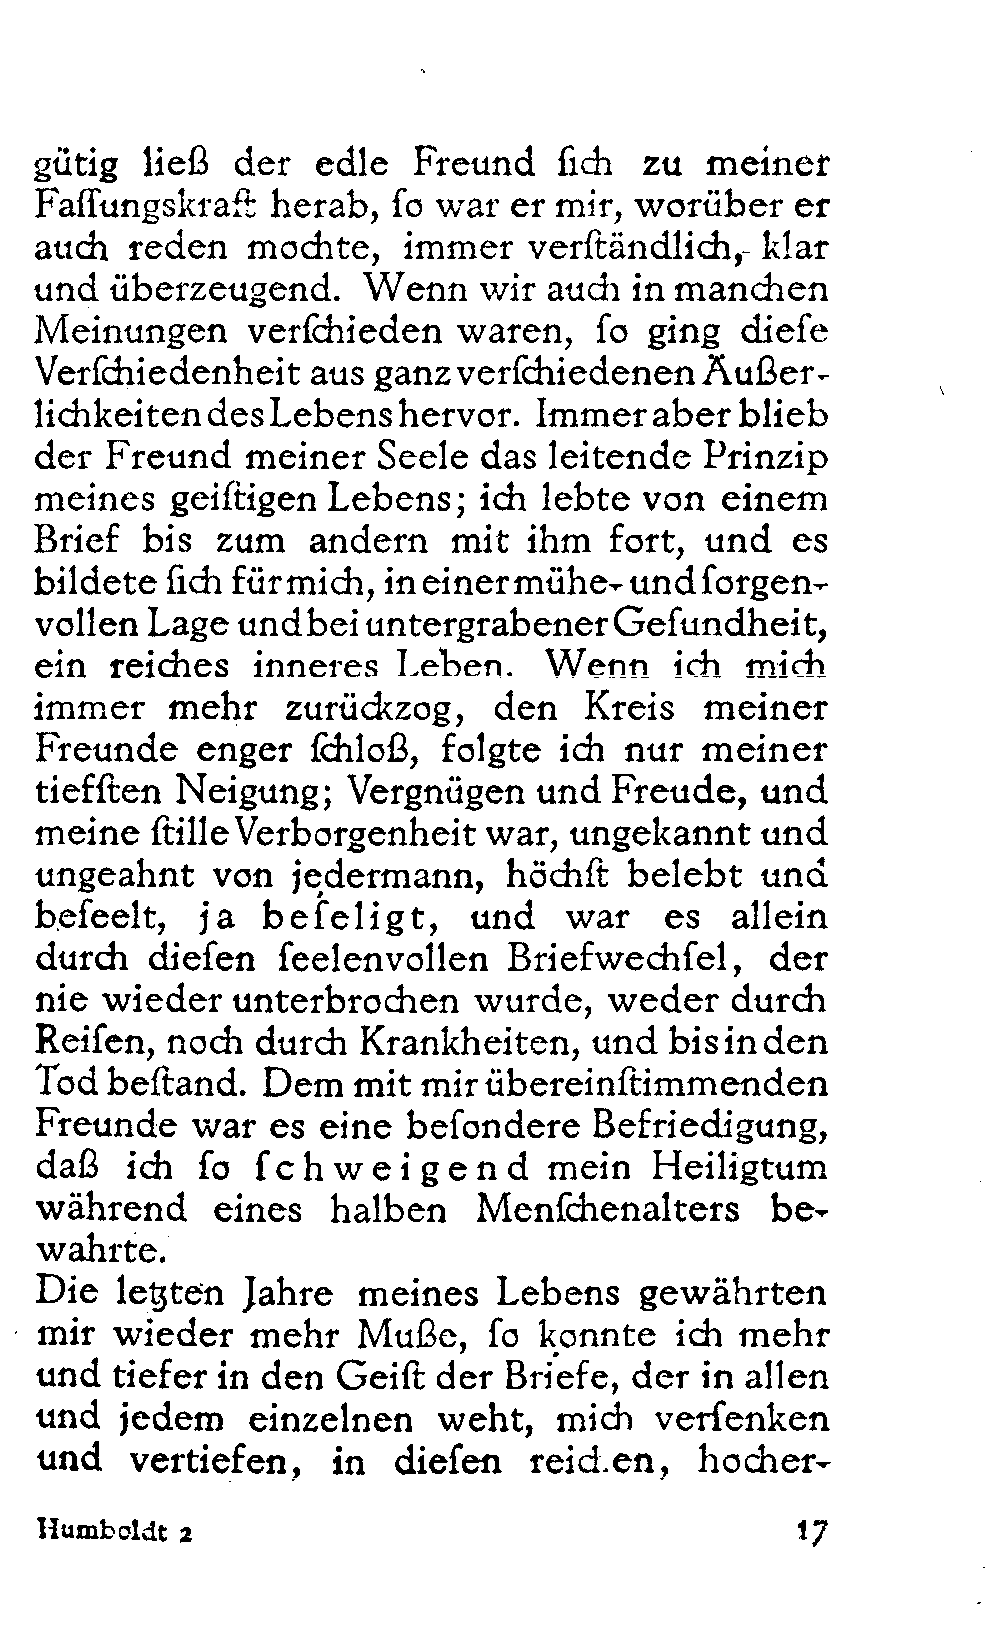 gütig ließ der edle Freund ſich zu meiner
Faſſungskraft herab, ſo war er mir, worüber er
auch reden mochte, immer verſtändlich, klar
und überzeugend. Wenn wir auch in manchen
Meinungen verſchieden waren, ſo ging dieſe
Verſchiedenheit aus ganz verſchiedenen Äußer-
lichkeiten des Lebens hervor. Immer aber blieb
der Freund meiner Seele das leitende Prinzip
meines geiſtigen Lebens; ich lebte von einem
Brief bis zum andern mit ihm fort, und es
bildete ſich für mich, in einer mühe- und ſorgen-
vollen Lage und bei untergrabener Geſundheit,
ein reiches inneres Leben. Wenn ich mich
immer mehr zurückzog, den Kreis meiner
Freunde enger ſchloß, folgte ich nur meiner
tiefſten Neigung; Vergnügen und Freude, und
meine ſtille Verborgenheit war, ungekannt und
ungeahnt von jedermann, höchſt belebt und
beſeelt, ja beſeligt, und war es allein
durch dieſen ſeelenvollen Briefwechſel, der
nie wieder unterbrochen wurde, weder durch
Reiſen, noch durch Krankheiten, und bis in den
Tod beſtand. Dem mit mir übereinſtimmenden
Freunde war es eine beſondere Befriedigung,
daß ich ſo ſchweigend mein Heiligtum
während eines halben Menſchenalters be-
wahrte.
Die letzten Jahre meines Lebens gewährten
mir wieder mehr Muße, ſo konnte ich mehr
und tiefer in den Geiſt der Briefe, der in allen
und jedem einzelnen weht, mich verſenken
und vertiefen, in dieſen reichen, hocher-
Humboldt 2 17